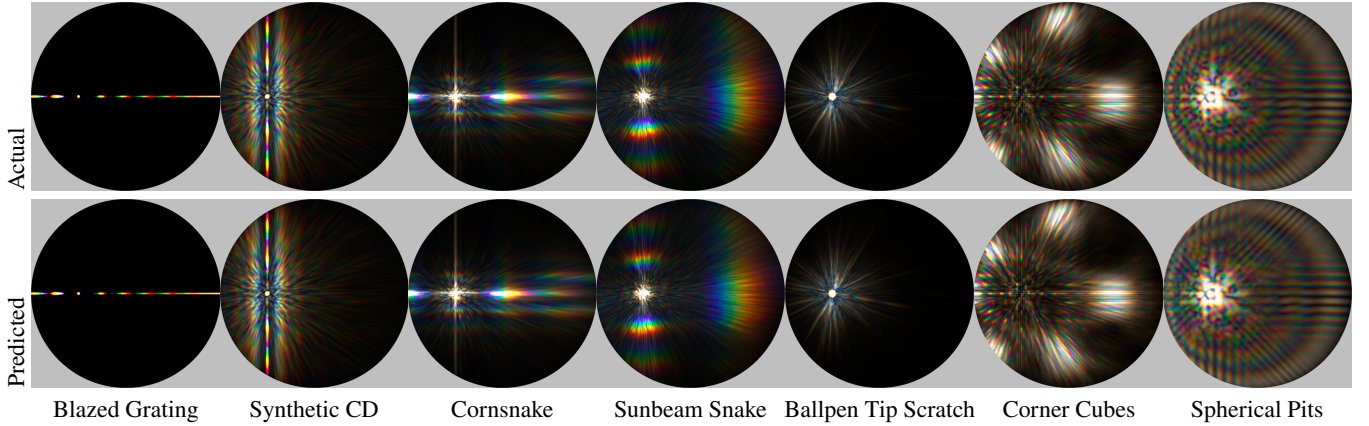 Actual
Predicted
Blazed Grating
Synthetic CD
Cornsnake
Sunbeam Snake
Ballpen Tip Scratch
Corner Cubes
Spherical Pits